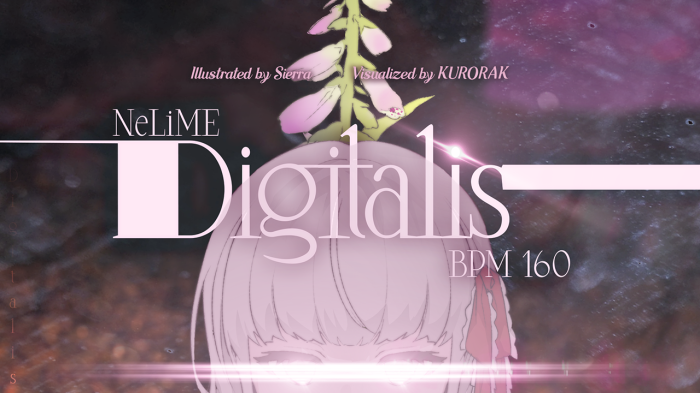 Illustrated by Sierra
Visualized by KURORAK
NeLiME
Digitalis
BPM 160